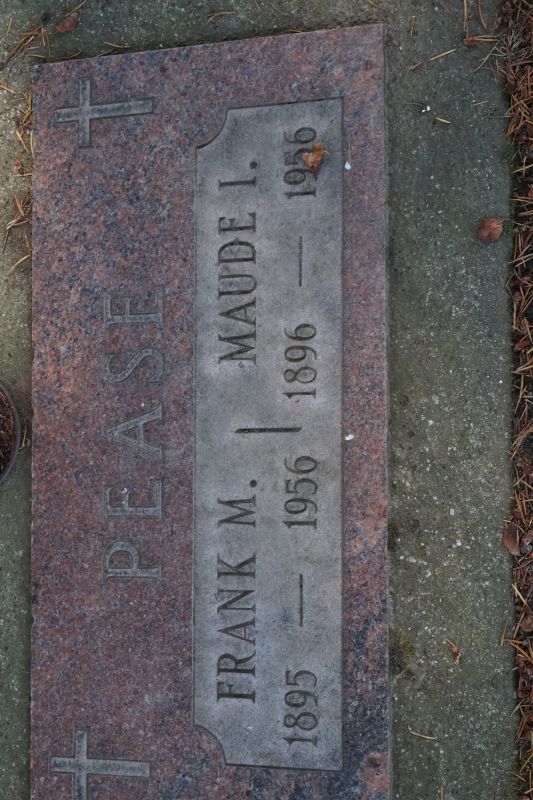 PEASE
FRANK M. MAUDE I.
1895 — 1956 | 1896 — 1956